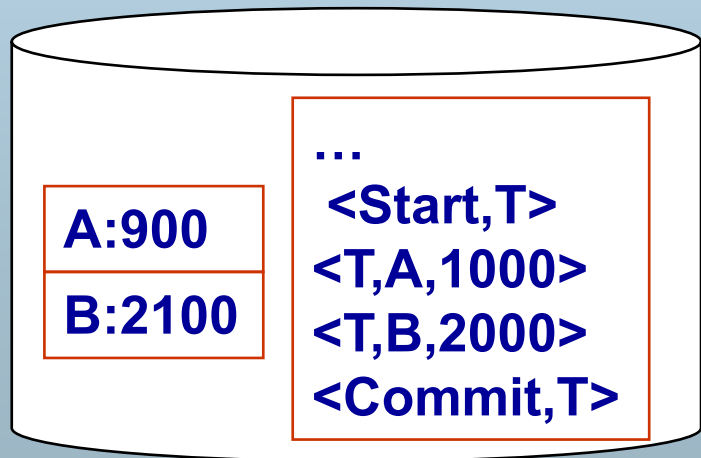 A:900
B:2100
…
<Start,T>
<T,A,1000>
<T,B,2000>
<Commit,T>